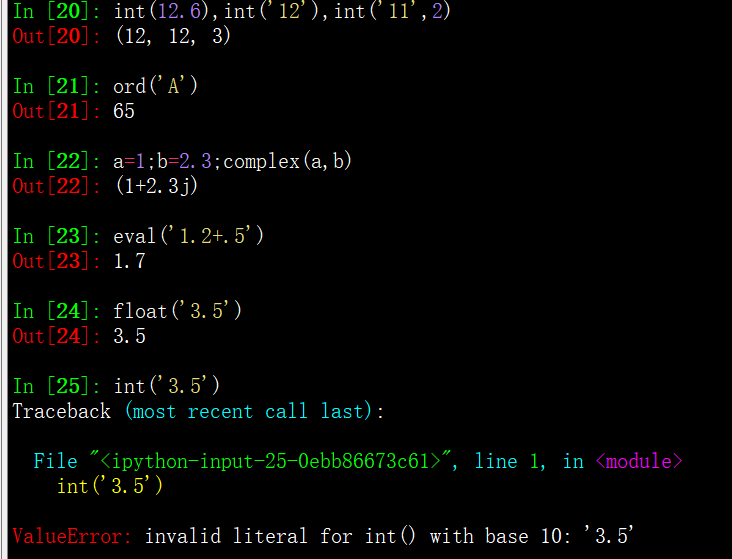 In [20]: int(12.6),int('12'),int('11',2)
Out[20]: (12, 12, 3)
In [21]: ord('A')
Out[21]: 65
In [22]: a=1;b=2.3;complex(a,b)
Out[22]: (1+2.3j)
In [23]: eval('1.2+.5')
Out[23]: 1.7
In [24]: float('3.5')
Out[24]: 3.5
In [25]: int('3.5')
Traceback (most recent call last):
File "<ipython-input-25-0ebb86673c61>", line 1, in <module>
int('3.5')
ValueError: invalid literal for int() with base 10: '3.5'